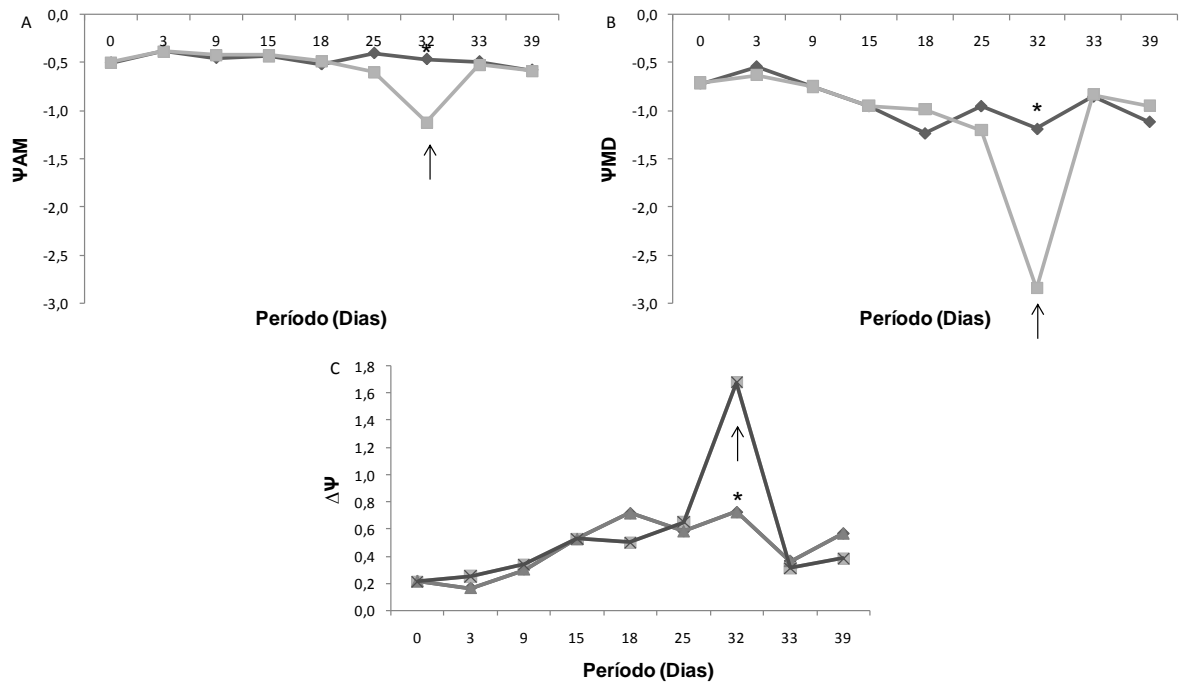 A
0,0
-0,5
-1,0
-1,5
-2,0
-2,5
-3,0
ΨAM
0 3 9 15 18 25 32 33 39
*
Período (Dias)
B
0,0
-0,5
-1,0
-1,5
-2,0
-2,5
-3,0
ΨMD
0 3 9 15 18 25 32 33 39
*
Período (Dias)
C
1,8
1,6
1,4
1,2
1,0
0,8
0,6
0,4
0,2
0,0
ΔΨ
*
0 3 9 15 18 25 32 33 39
Período (Dias)